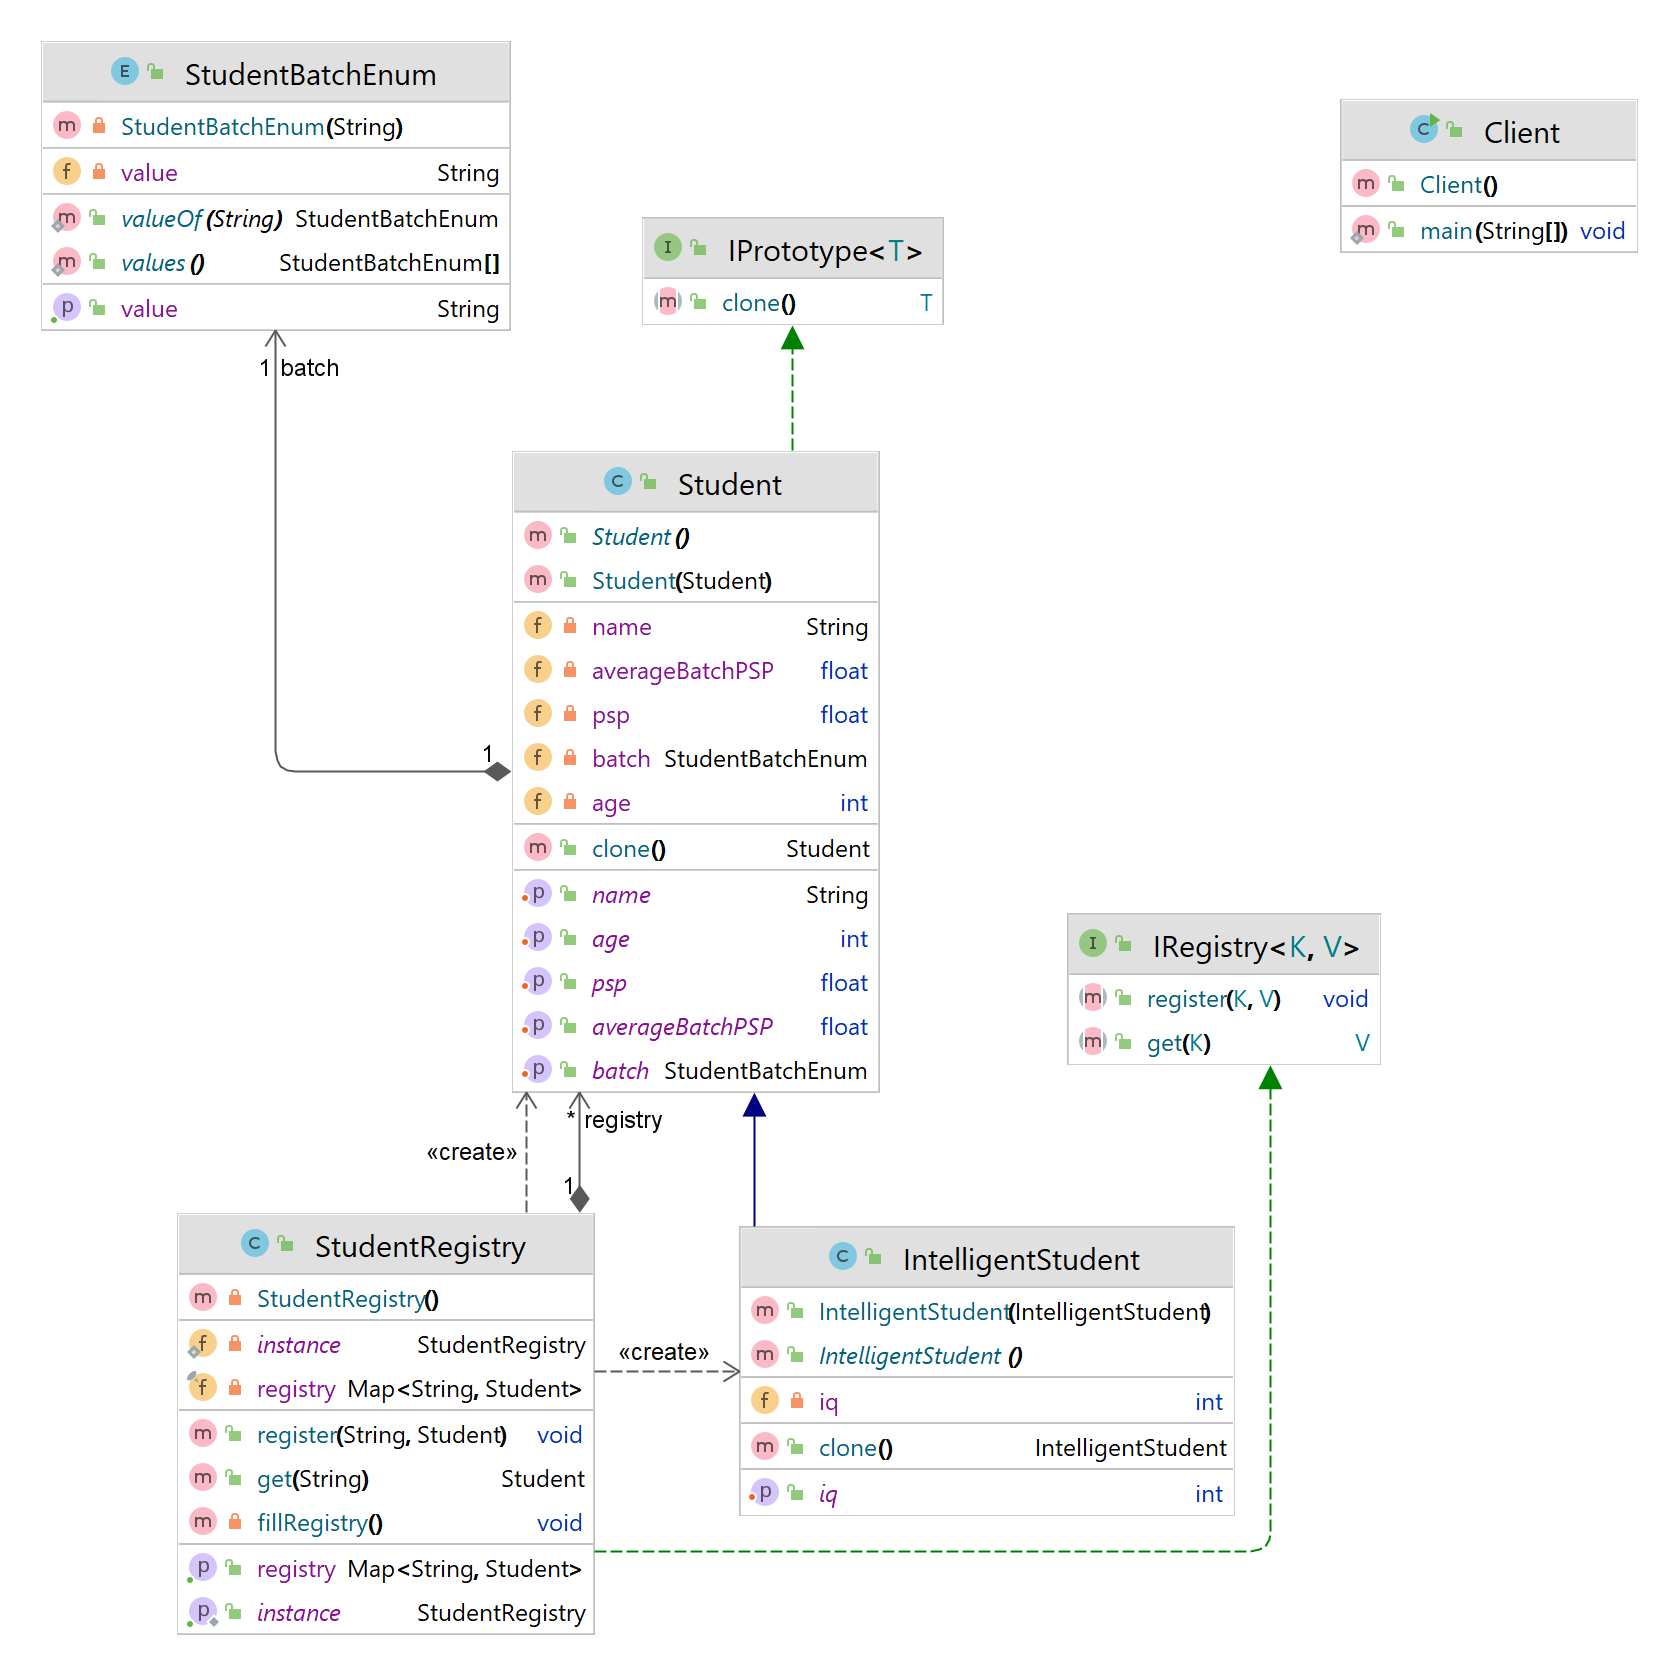 E StudentBatchEnum
m StudentBatchEnum(String)
f value String
m valueOf(String) StudentBatchEnum
m values() StudentBatchEnum[]
p value String
1 batch
C Client
m Client()
m main(String[]) void
I IPrototype<T>
m clone() T
C Student
m Student()
m Student(Student)
f name String
f averageBatchPSP float
f psp float
f batch StudentBatchEnum
f age int
m clone() Student
p name String
p age int
p psp float
p averageBatchPSP float
p batch StudentBatchEnum
1
I IRegistry<K, V>
m register(K, V) void
m get(K) V
* registry
«create»
1
C StudentRegistry
m StudentRegistry()
f instance StudentRegistry
f registry Map<String, Student>
m register(String, Student) void
m get(String) Student
m fillRegistry() void
p registry Map<String, Student>
p instance StudentRegistry
«create»
C IntelligentStudent
m IntelligentStudent(IntelligentStudent)
m IntelligentStudent()
f iq int
m clone() IntelligentStudent
p iq int